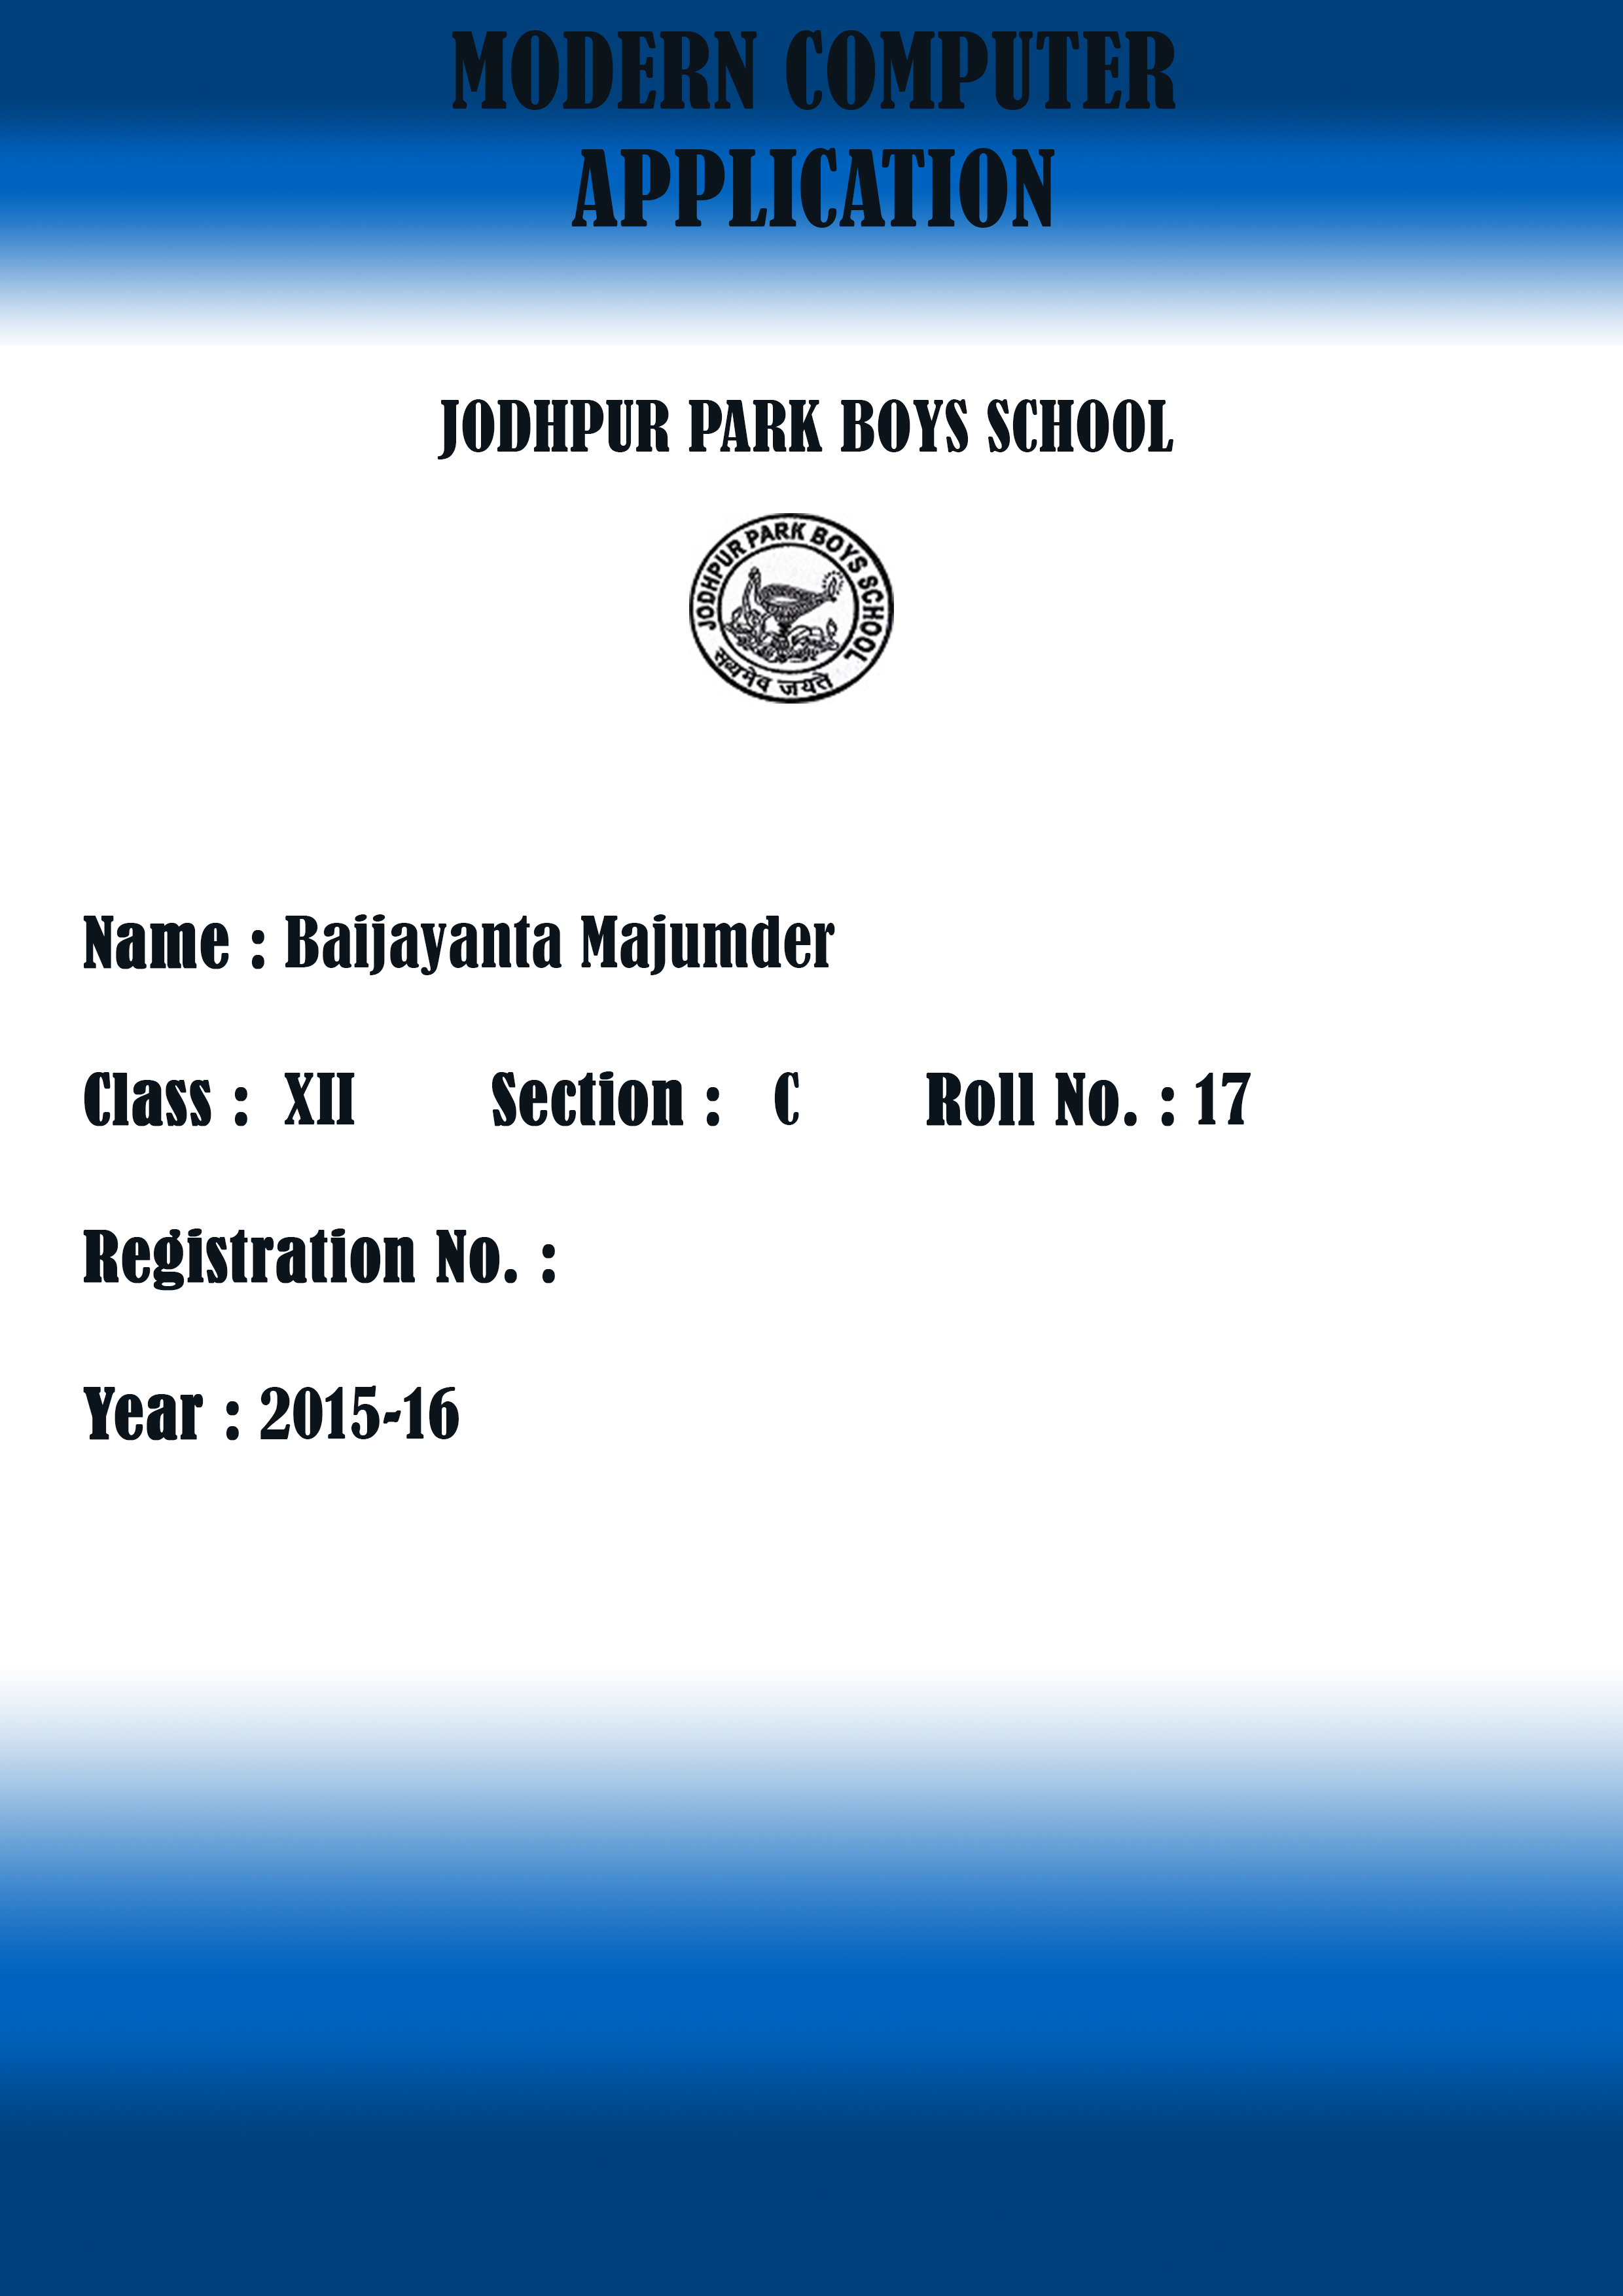 MODERN COMPUTER
APPLICATION
JODHPUR PARK BOYS SCHOOL
JODHPUR PARK BOYS SCHOOL
सत्यमेव जयते
Name : Baijayanta Majumder
Class : XII Section : C Roll No. : 17
Registration No. :
Year : 2015-16